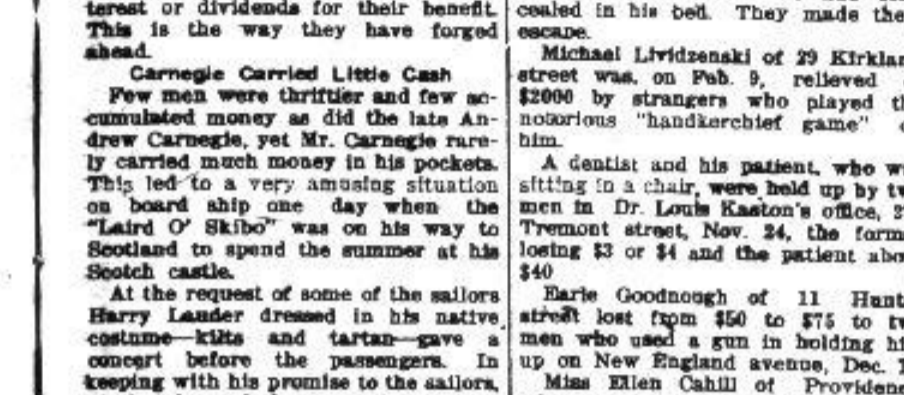 terest or dividends for their benefit.
This is the way they have forged
ahead.
Carnegie Carried Little Cash
Few men were thriftier and few ac-
cumulated money as did the late An-
drew Carnegie, yet Mr. Carnegie rare-
ly carried much money in his pockets.
This led to a very amusing situation
on board ship one day when the
"Laird O' Skibo" was on his way to
Scotland to spend the summer at his
Scotch castle.
At the request of some of the sailors
Harry Lauder dressed in his native
costume—kilts and tartan—gave a
concert before the passengers. In
keeping with his promise to the sailors,
cealed in his bed. They made the
escape.
Michael Lividzenski of 29 Kirklan
street was, on Feb. 9, relieved
$2000 by strangers who played th
notorious "handkerchief game"
him.
A dentist and his patient, who we
sitting in a chair, were held up by tw
men in Dr. Louis Kaston's office,
Tremont street, Nov. 24, the form
losing $3 or $4 and the patient abo
$40
Earle Goodnough of 11 Hunt
street lost from $50 to $75 to tw
men who used a gun in holding hi
up on New England avenue, Dec.
Miss Ellen Cahill of Providenc